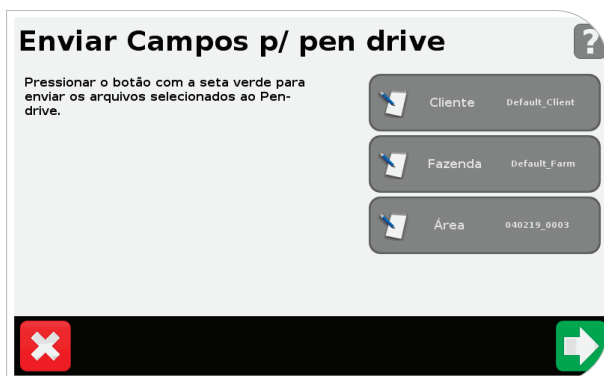 Enviar Campos p/ pen drive
?
Pressionar o botão com a seta verde para
enviar os arquivos selecionados ao Pen-
drive.
Cliente Default_Client
Fazenda Default_Farm
Área 040219_0003